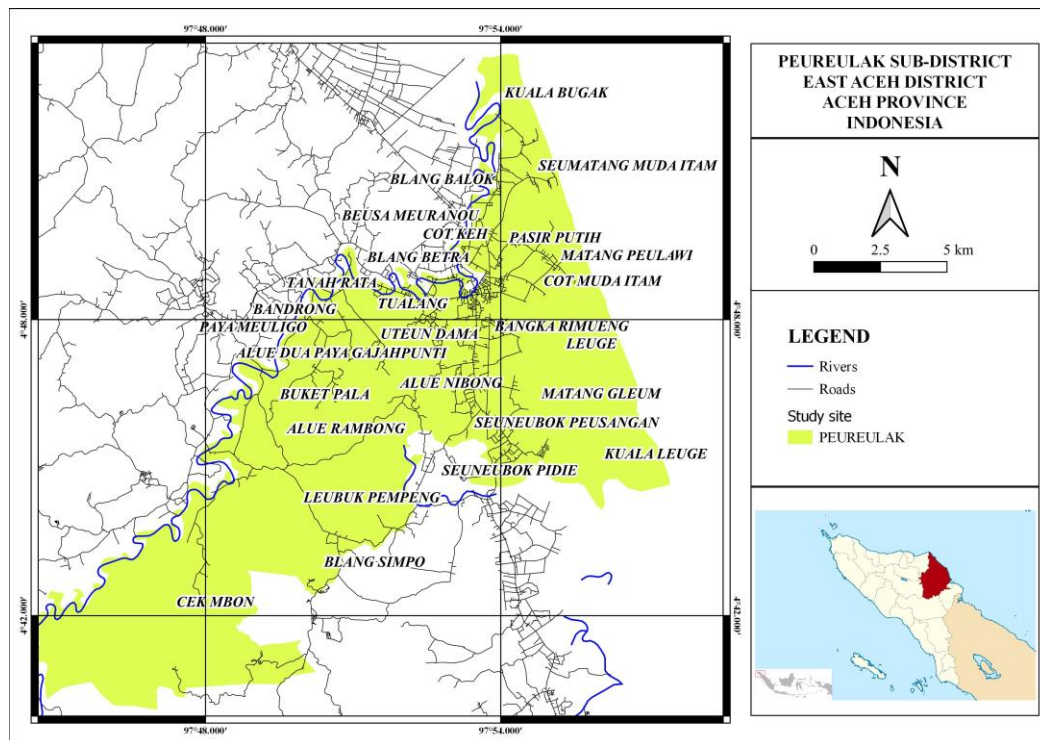 97°48.000'
97°54.000'
KUALA BUGAK
SEUMATANG MUDA ITAM
BLANG BALOK
BEUSA MEURANOU
COT KEH
PASIR PUTIH
BLANG BETRA
MATANG PEULAWI
TANAH RATA
COT MUDA ITAM
BANDRONG
TUALANG
4°48.000'
4°48.000'
PAYA MEULIGO
UTEUN DAMA
BANGKA RIMUENG
LEUGE
ALUE DUA PAYA GAJAHPUNTI
BUKET PALA
ALUE NIBONG
MATANG GLEUM
ALUE RAMBONG
SEUNEUBOK PEUSANGAN
KUALA LEUGE
SEUNEUBOK PIDIE
LEUBUK PEMPENG
BLANG SIMPO
CEK MBON
4°42.000'
4°42.000'
97°48.000'
97°54.000'
PEUREULAK SUB-DISTRICT
EAST ACEH DISTRICT
ACEH PROVINCE
INDONESIA
N
0 2.5 5 km
LEGEND
Rivers
Roads
Study site
PEUREULAK